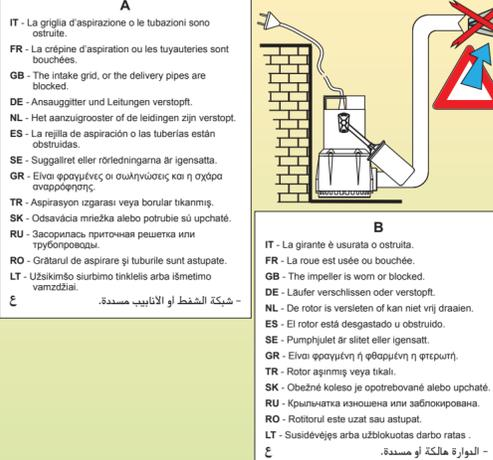 A
IT - La griglia d'aspirazione o le tubazioni sono
ostruite.
FR - La crépine d'aspiration ou les tuyauteries sont
bouchées.
GB - The intake grid, or the delivery pipes are
blocked.
DE - Ansauggitter und Leitungen verstopft.
NL - Het aanzuigrooster of de leidingen zijn verstopt.
ES - La rejilla de aspiración o las tuberías están
obstruidas.
SE - Suggallret eller rörledningarna är igensatta.
GR - Είναι φραγμένες οι σωληνώσεις και η σχάρα
αναρρόφησης.
TR - Aspirasyon ızgarası veya borular tıkanmış.
SK - Odsavácia mriežka alebo potrubie sú upchaté.
RU - Засорилась приточная решетка или
трубопроводы.
RO - Grătarul de aspirare şi tuburile sunt astupate.
LT - Užsikimšo siurbimo tinklelis arba išmetimo
vamzdžiai.
ع - شبكة الشفط أو الأنابيب مسددة.
B
IT - La girante è usurata o ostruita.
FR - La roue est usée ou bouchée.
GB - The impeller is worn or blocked.
DE - Läufer verschlissen oder verstopft.
NL - De rotor is versleten of kan niet vrij draaien.
ES - El rotor está desgastado u obstruido.
SE - Pumphjulet är slitet eller igensatt.
GR - Είναι φραγμένη ή φθαρμένη η φτερωτή.
TR - Rotor aşınmış veya tıkalı.
SK - Obežné koleso je opotrebované alebo upchaté.
RU - Крыльчатка изношена или заблокирована.
RO - Rotitorul este uzat sau astupat.
LT - Susidėvėjęs arba užblokuotas darbo ratas .
ع - الدوارة هالكة أو مسددة.